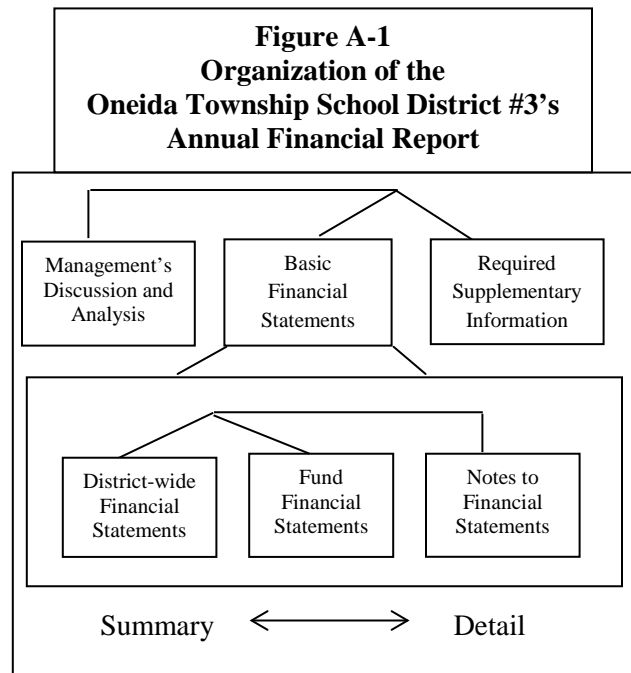 Figure A-1
Organization of the
Oneida Township School District #3’s
Annual Financial Report
Management’s
Discussion and
Analysis
Basic
Financial
Statements
Required
Supplementary
Information
District-wide
Financial
Statements
Fund
Financial
Statements
Notes to
Financial
Statements
Summary
Detail